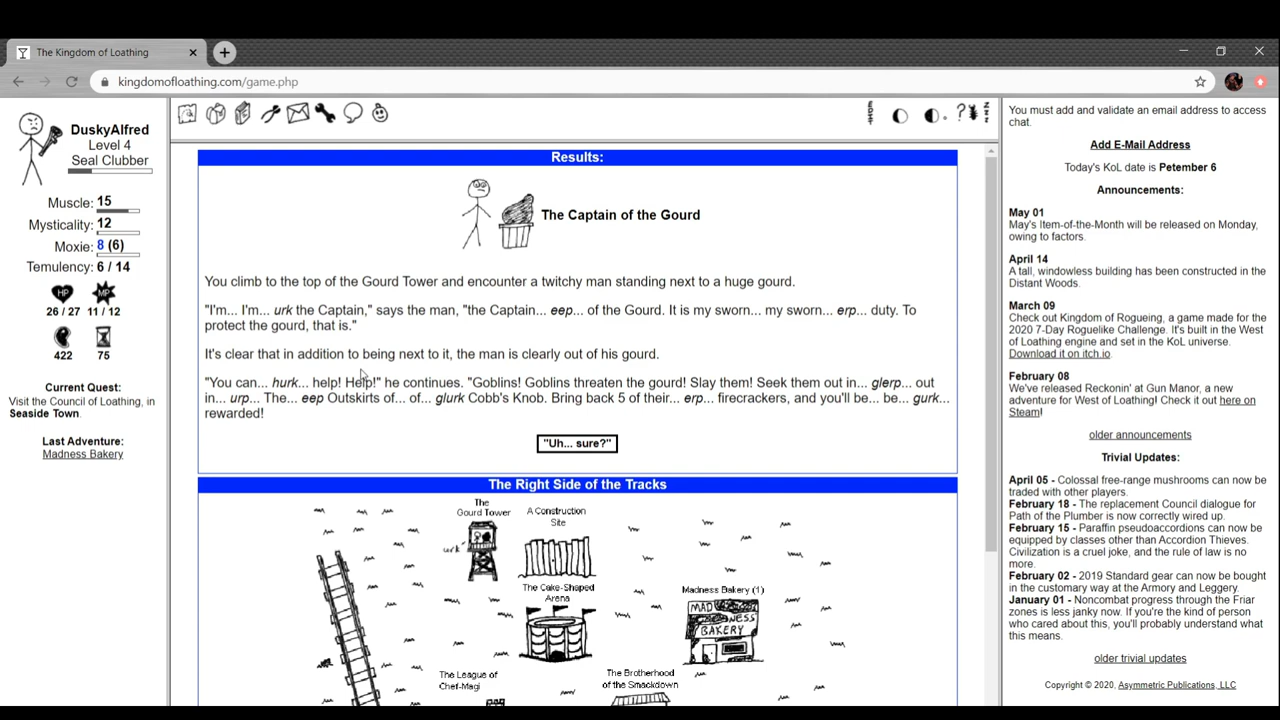 The Kingdom of Loathing
kingdomofloathing.com/game.php
DuskyAlfred
Level 4
Seal Clubber
Muscle: 15
Mysticality: 12
Moxie: 8 (6)
Temulency: 6 / 14
HP
MP
26 / 27
11 / 12
422
75
Current Quest:
Visit the Council of Loathing, in
Seaside Town.
Last Adventure:
Madness Bakery
Results:
The Captain of the Gourd
You climb to the top of the Gourd Tower and encounter a twitchy man standing next to a huge gourd.
"I'm... I'm... urk the Captain," says the man, "the Captain... eep... of the Gourd. It is my sworn... my sworn... erp... duty. To
protect the gourd, that is."
It's clear that in addition to being next to it, the man is clearly out of his gourd.
"You can... hurk... help! Help!" he continues. "Goblins! Goblins threaten the gourd! Slay them! Seek them out in... glerp... out
in... urp... The... eep Outskirts of... of... glurk Cobb's Knob. Bring back 5 of their... erp... firecrackers, and you'll be... be... gurk...
rewarded!
"Uh... sure?"
The Right Side of the Tracks
The
Gourd Tower
A Construction
Site
urk
The Cake-Shaped
Arena
Madness Bakery (1)
MAD
NESS
BAKERY
The League of
Chef-Magi
The Brotherhood
of the Smackdown
You must add and validate an email address to access
chat.
Add E-Mail Address
Today's KoL date is Petember 6
Announcements:
May 01
May's Item-of-the-Month will be released on Monday,
owing to factors.
April 14
A tall, windowless building has been constructed in the
Distant Woods.
March 09
Check out Kingdom of Rogueing, a game made for the
2020 7-Day Roguelike Challenge. It's built in the West
of Loathing engine and set in the KoL universe.
Download it on itch.io.
February 08
We've released Reckonin' at Gun Manor, a new
adventure for West of Loathing! Check it out here on
Steam!
older announcements
Trivial Updates:
April 05 - Colossal free-range mushrooms can now be
traded with other players.
February 18 - The replacement Council dialogue for
Path of the Plumber is now correctly wired up.
February 15 - Paraffin pseudoaccordions can now be
equipped by classes other than Accordion Thieves.
Civilization is a cruel joke, and the rule of law is no
more.
February 02 - 2019 Standard gear can now be bought
in the customary way at the Armory and Leggery.
January 01 - Noncombat progress through the Friar
zones is less janky now. If you're the kind of person
who cared about this, you'll probably understand what
this means.
older trivial updates
Copyright © 2020, Asymmetric Publications, LLC